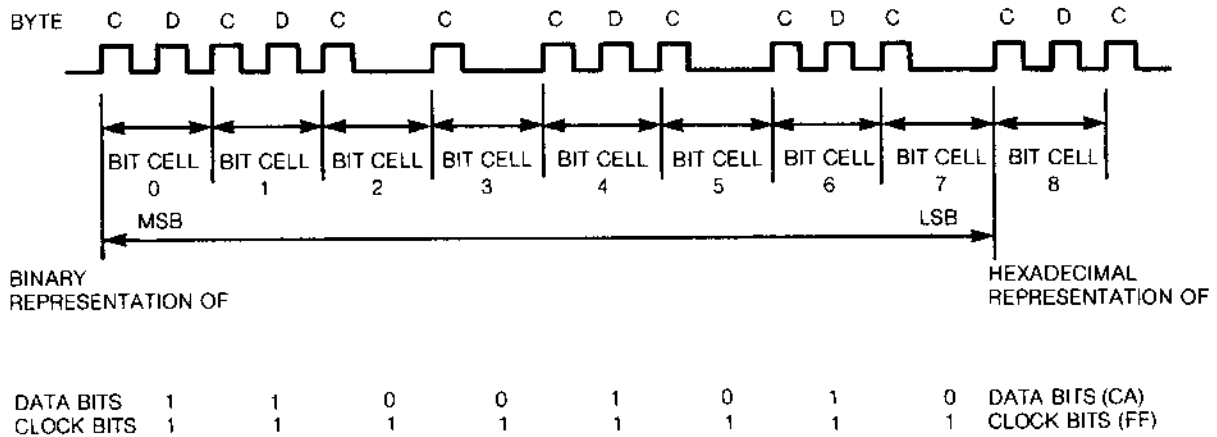 BYTE C D C D C C C D C C D C C D C
BIT CELL BIT CELL BIT CELL BIT CELL BIT CELL BIT CELL BIT CELL BIT CELL BIT CELL
0 1 2 3 4 5 6 7 8
MSB LSB
BINARY HEXADECIMAL
REPRESENTATION OF REPRESENTATION OF
DATA BITS 1 1 0 0 1 0 1 0 DATA BITS (CA)
CLOCK BITS 1 1 1 1 1 1 1 1 CLOCK BITS (FF)